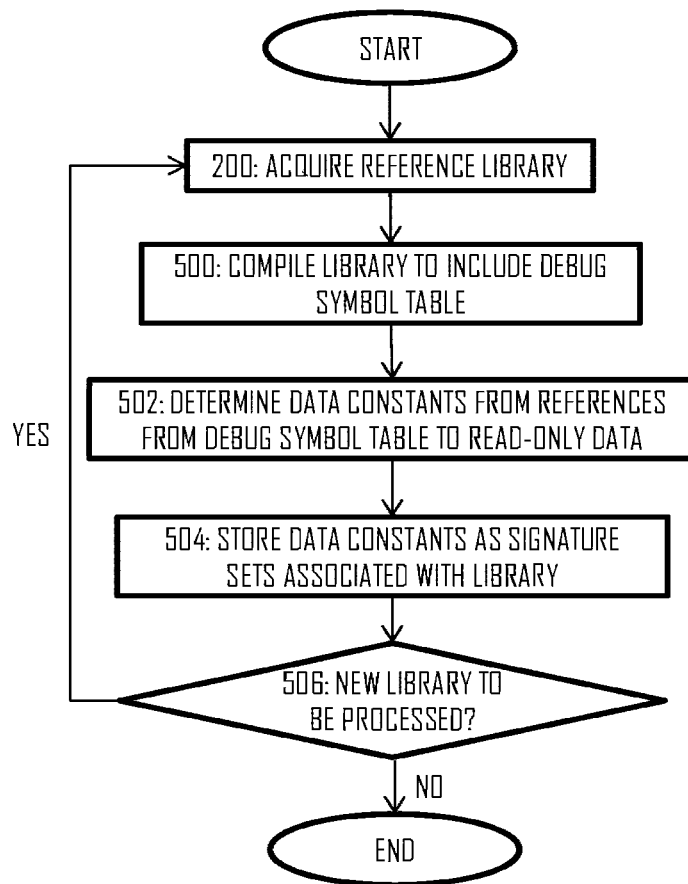 START
200: ACQUIRE REFERENCE LIBRARY
500: COMPILE LIBRARY TO INCLUDE DEBUG
SYMBOL TABLE
502: DETERMINE DATA CONSTANTS FROM REFERENCES
FROM DEBUG SYMBOL TABLE TO READ-ONLY DATA
YES
504: STORE DATA CONSTANTS AS SIGNATURE
SETS ASSOCIATED WITH LIBRARY
506: NEW LIBRARY TO
BE PROCESSED?
NO
END